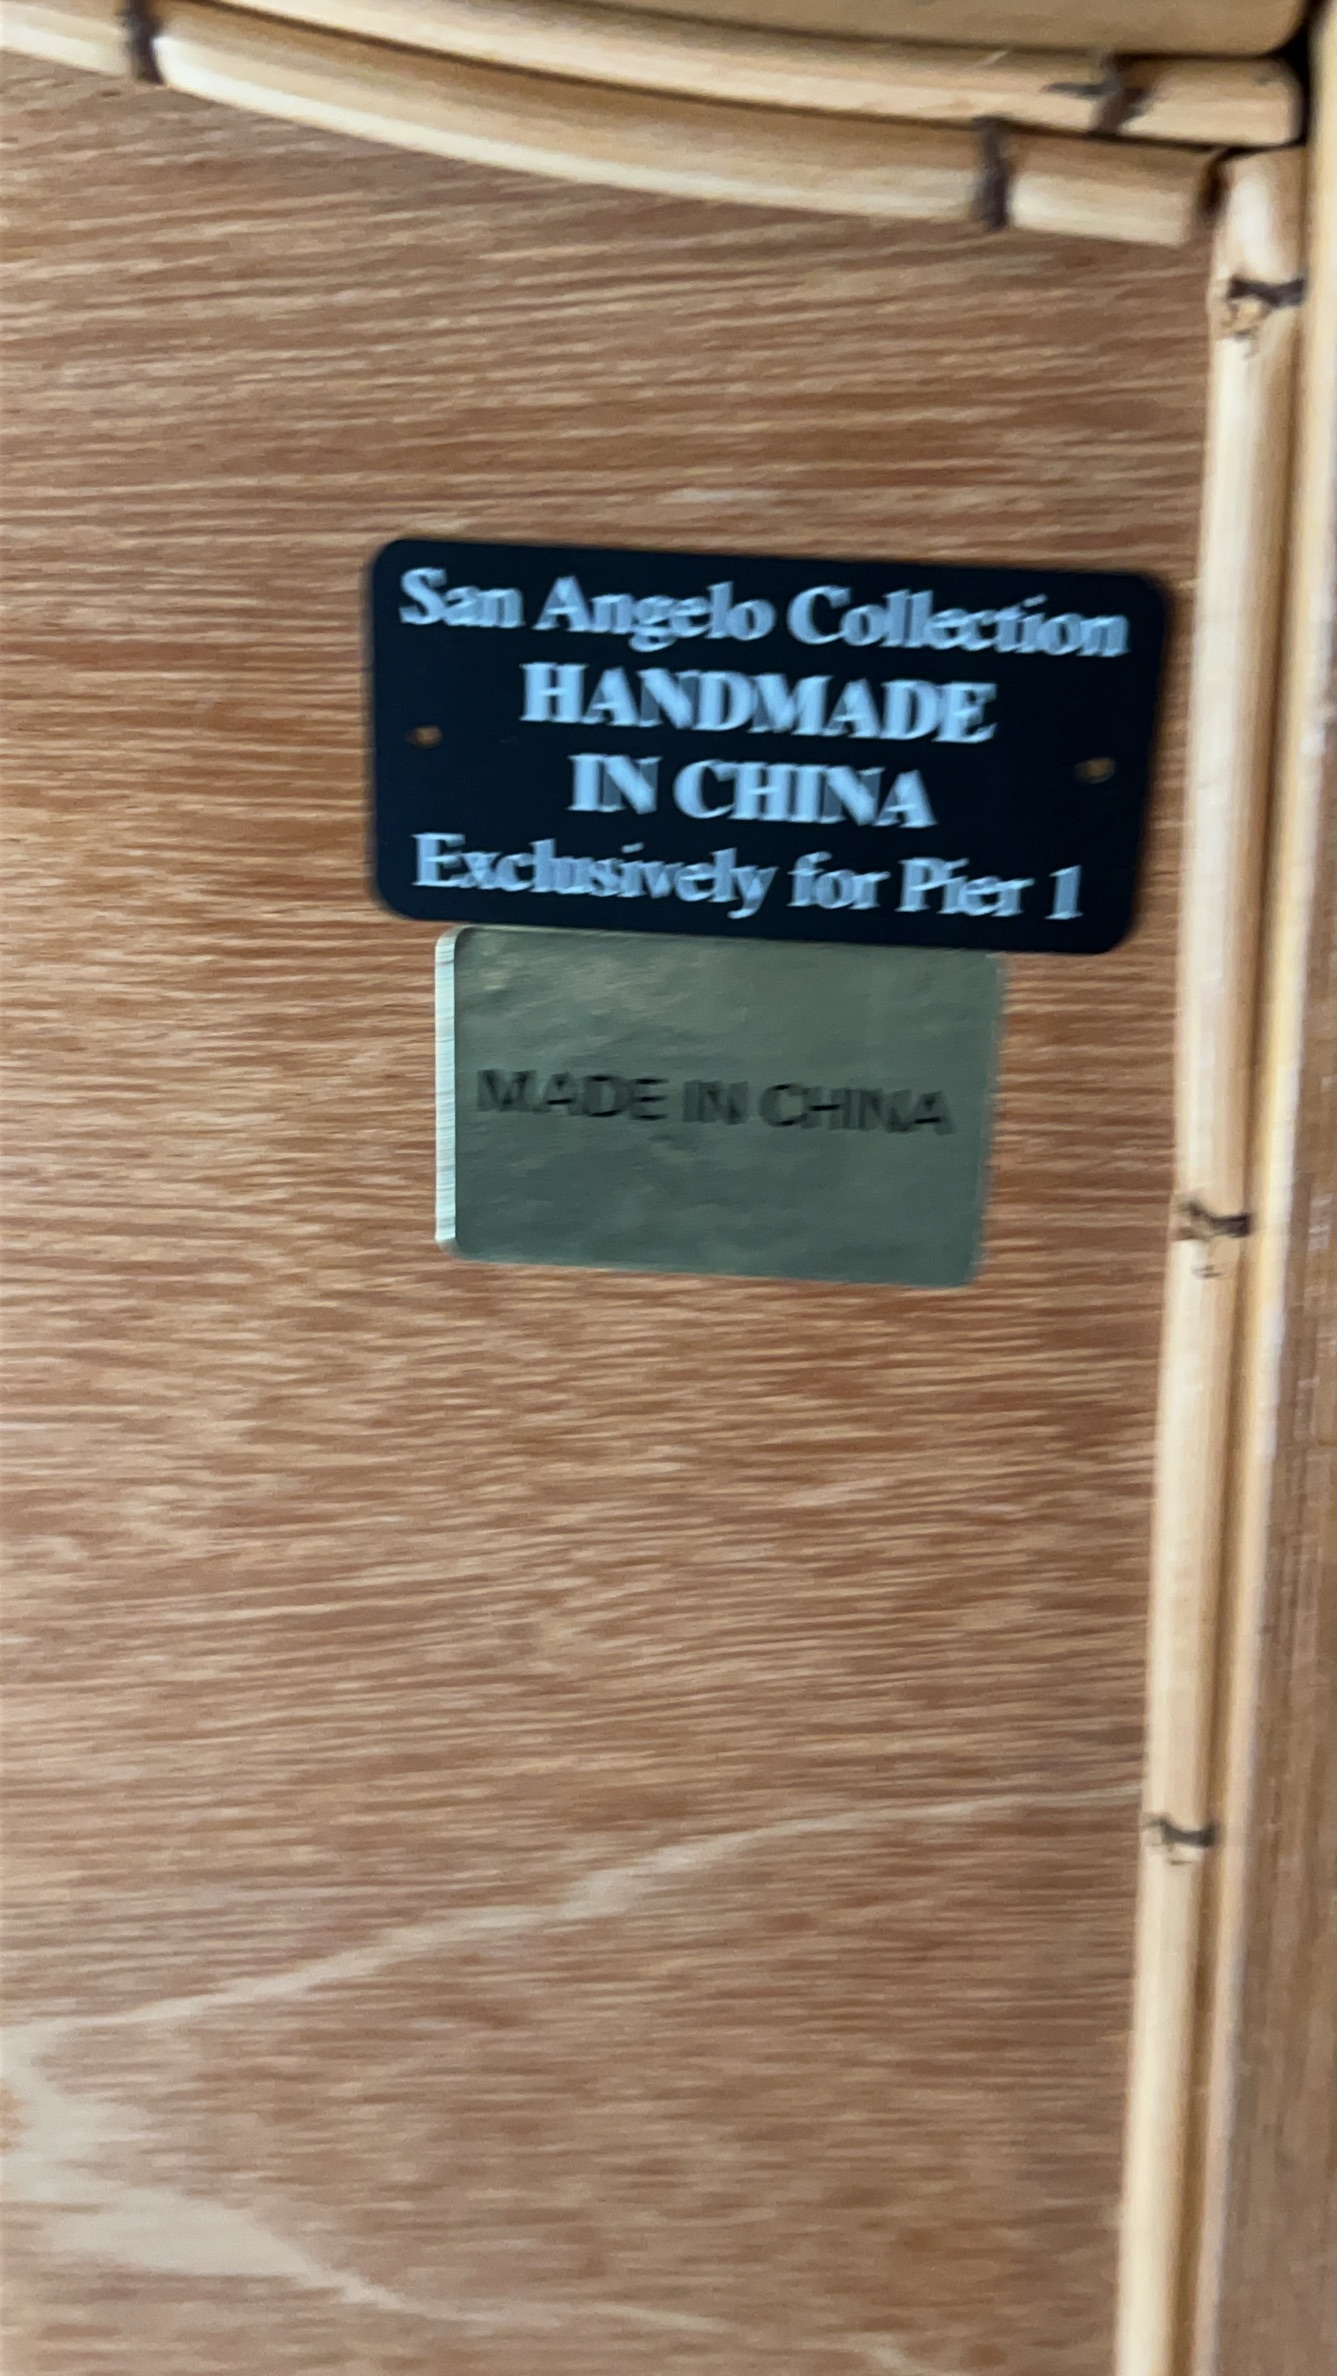 San Angelo Collection
HANDMADE
IN CHINA
Exclusively for Pier 1
MADE IN CHINA